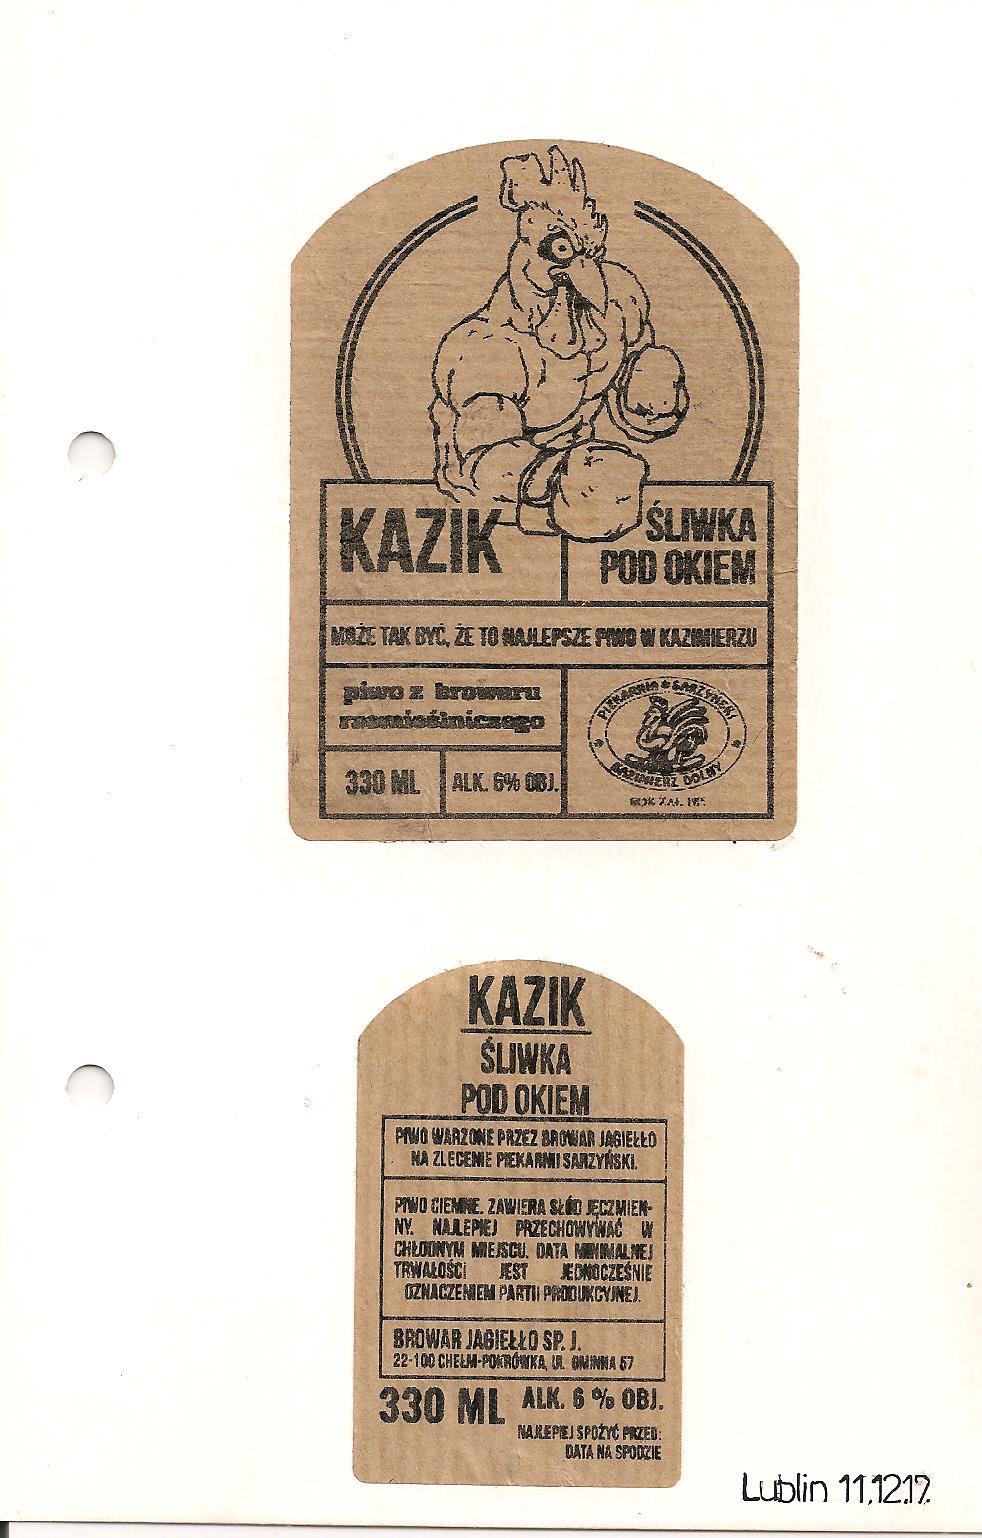 KAZIK
ŚLIWKA
POD OKIEM
MOŻE TAK BYĆ, ŻE TO NAJLEPSZE PIWO W KAZIMIERZU
piwo z browaru
rzemieślniczego
330 ML
ALK. 6% OBJ.
PIEKARNIA SARZYŃSKI
KAZIMIERZ DOLNY
ROK ZAŁ.
KAZIK
ŚLIWKA
POD OKIEM
PIWO WARZONE PRZEZ BROWAR JAGIEŁŁO
NA ZLECENIE PIEKARNI SARZYŃSKI.
PIWO CIEMNE. ZAWIERA SŁÓD JĘCZMIEN-
NY. NAJLEPIEJ PRZECHOWYWAĆ W
CHŁODNYM MIEJSCU. DATA MINIMALNEJ
TRWAŁOŚCI JEST JEDNOCZEŚNIE
OZNACZENIEM PARTII PRODUKCYJNEJ.
BROWAR JAGIEŁŁO SP. J.
22-100 CHEŁM-POKRÓWKA, UL. GMINNA 67
330 ML
ALK. 6 % OBJ.
NAJLEPIEJ SPOŻYĆ PRZED:
DATA NA SPODZIE
Lublin 11.12.17.